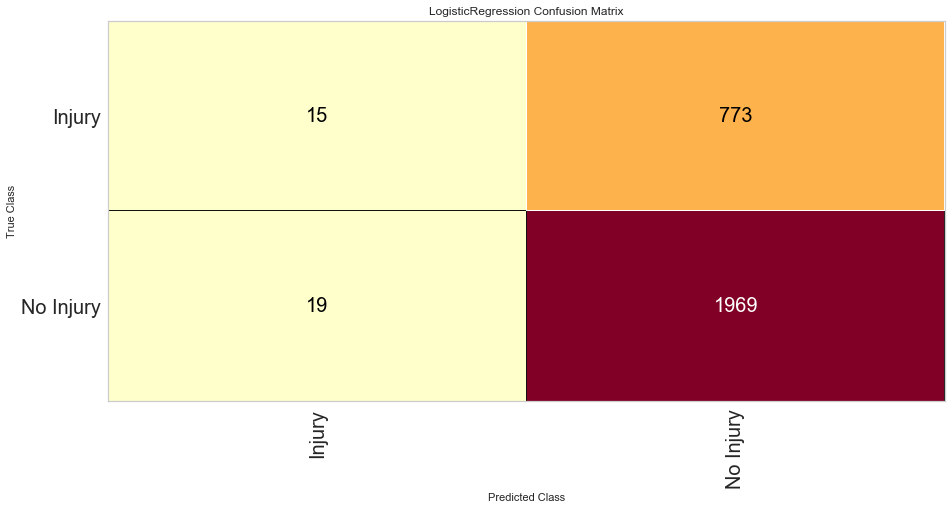 LogisticRegression Confusion Matrix
True Class
Injury
15
773
No Injury
19
1969
Injury
No Injury
Predicted Class